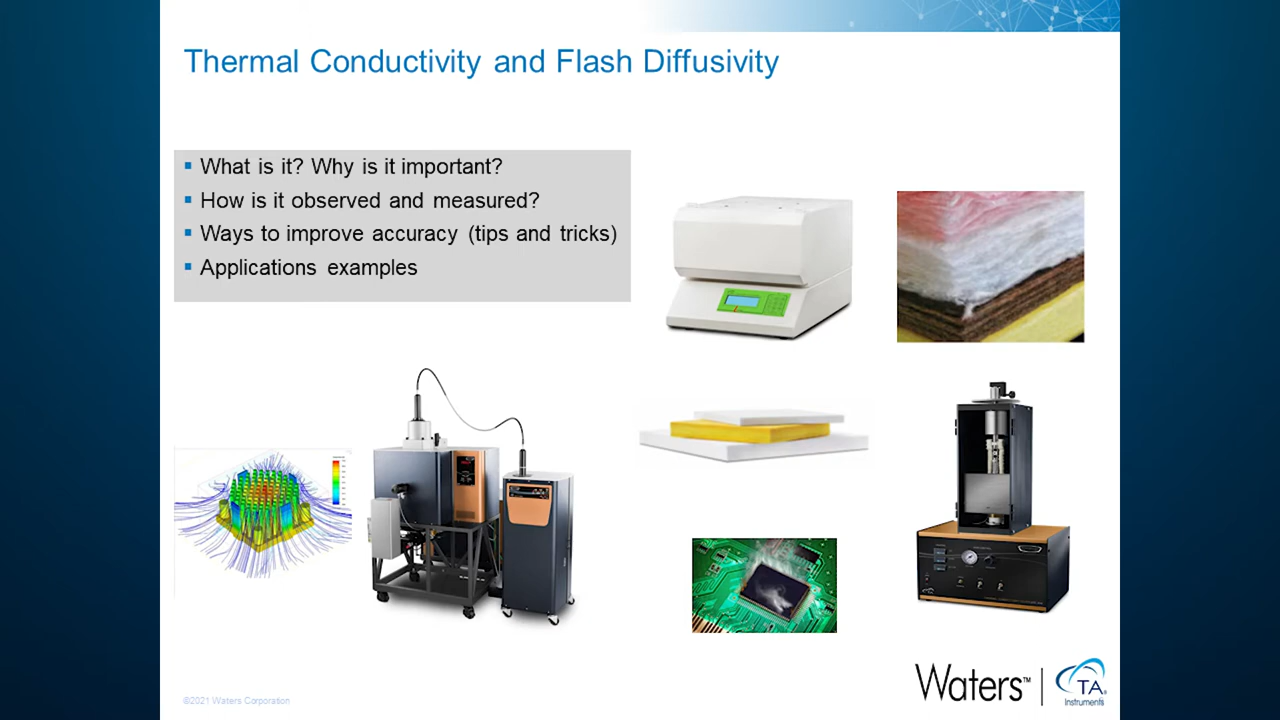 Thermal Conductivity and Flash Diffusivity
What is it? Why is it important?
How is it observed and measured?
Ways to improve accuracy (tips and tricks)
Applications examples
©2021 Waters Corporation
Waters™
TA
Instruments